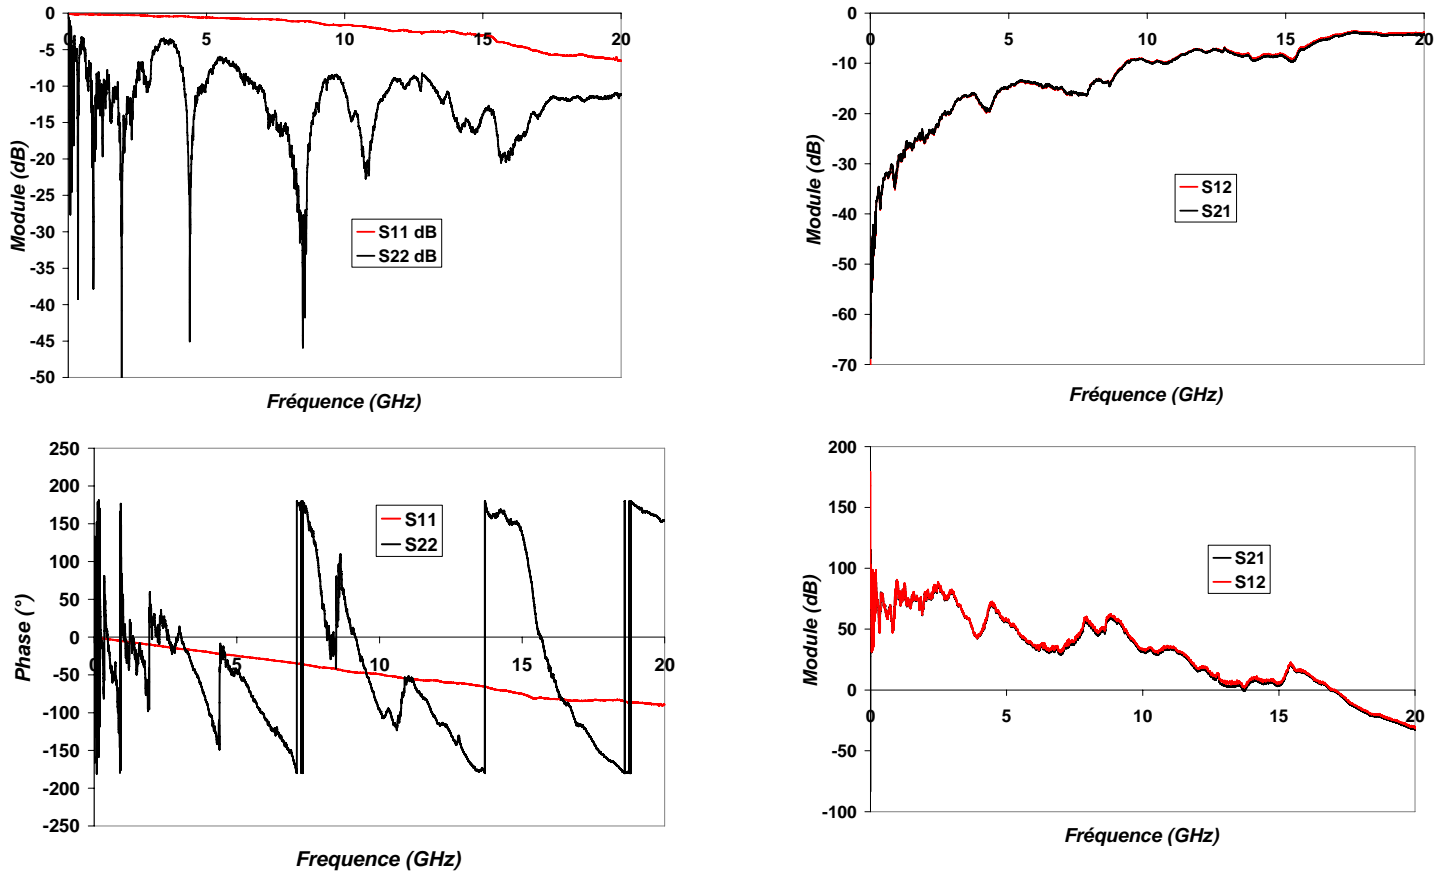 0
-5
-10
-15
-20
-25
-30
-35
-40
-45
-50
0 5 10 15 20
Module (dB)
S11 dB
S22 dB
Fréquence (GHz)
0
-10
-20
-30
-40
-50
-60
-70
0 5 10 15 20
Module (dB)
S12
S21
Fréquence (GHz)
250
200
150
100
50
0
-50
-100
-150
-200
-250
0 5 10 15 20
Phase (°)
S11
S22
Frequence (GHz)
200
150
100
50
0
-50
-100
0 5 10 15 20
Module (dB)
S21
S12
Fréquence (GHz)